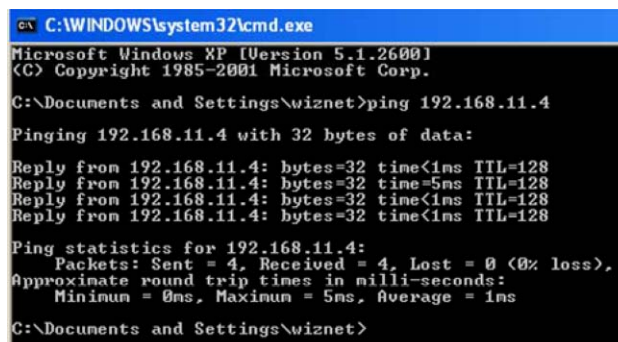 C:\WINDOWS\system32\cmd.exe
Microsoft Windows XP [Version 5.1.2600]
(C) Copyright 1985-2001 Microsoft Corp.
C:\Documents and Settings\wiznet>ping 192.168.11.4
Pinging 192.168.11.4 with 32 bytes of data:
Reply from 192.168.11.4: bytes=32 time<1ms TTL=128
Reply from 192.168.11.4: bytes=32 time=5ms TTL=128
Reply from 192.168.11.4: bytes=32 time<1ms TTL=128
Reply from 192.168.11.4: bytes=32 time<1ms TTL=128
Ping statistics for 192.168.11.4:
Packets: Sent = 4, Received = 4, Lost = 0 (0% loss),
Approximate round trip times in milli-seconds:
Minimum = 0ms, Maximum = 5ms, Average = 1ms
C:\Documents and Settings\wiznet>